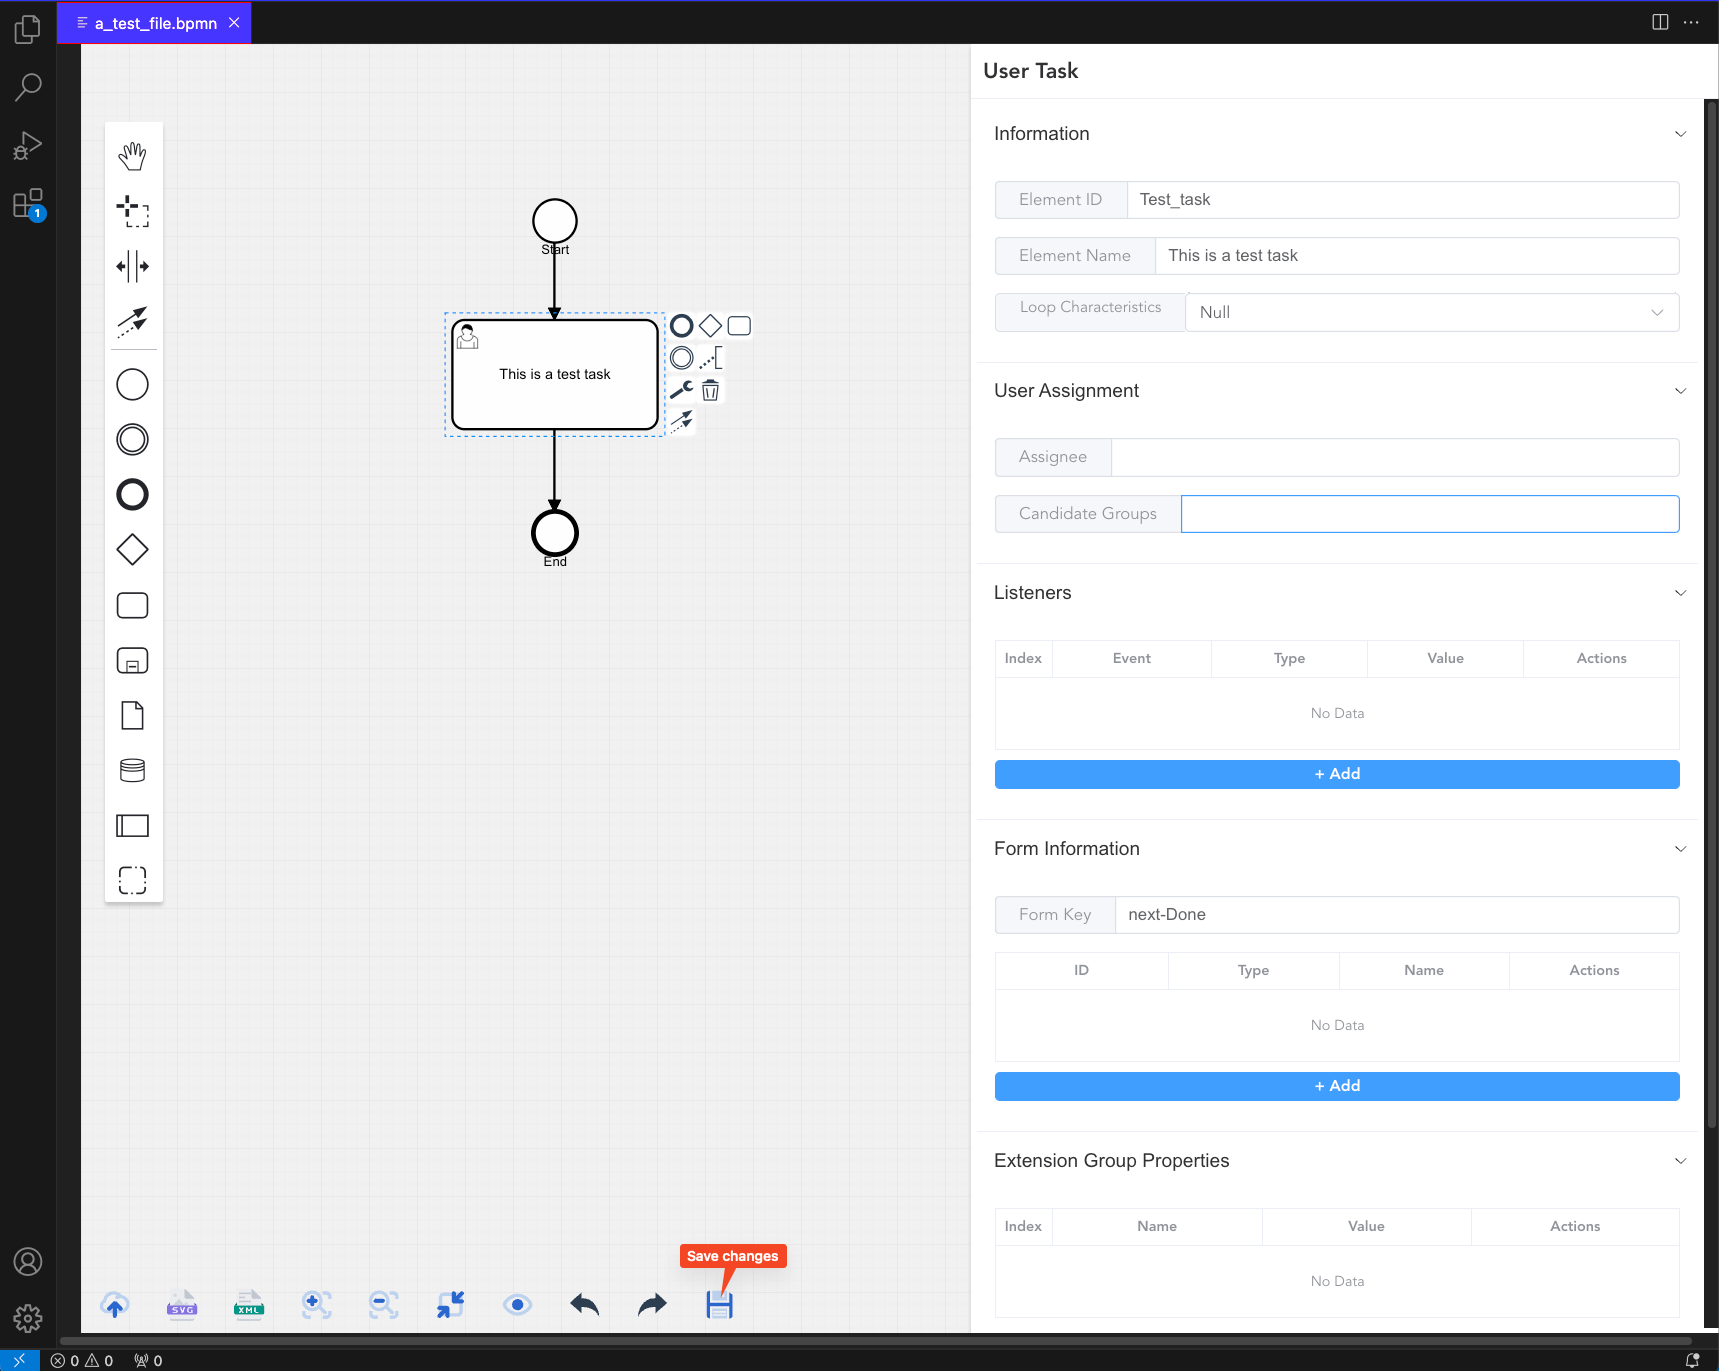 a_test_file.bpmn
User Task
Information
Element ID Test_task
Element Name This is a test task
Loop Characteristics Null
User Assignment
Assignee
Candidate Groups
Listeners
Index Event Type Value Actions
No Data
+ Add
Form Information
Form Key next-Done
ID Type Name Actions
No Data
+ Add
Extension Group Properties
Index Name Value Actions
No Data
Start
This is a test task
End
1
Save changes
SVG
XML
0 0 0